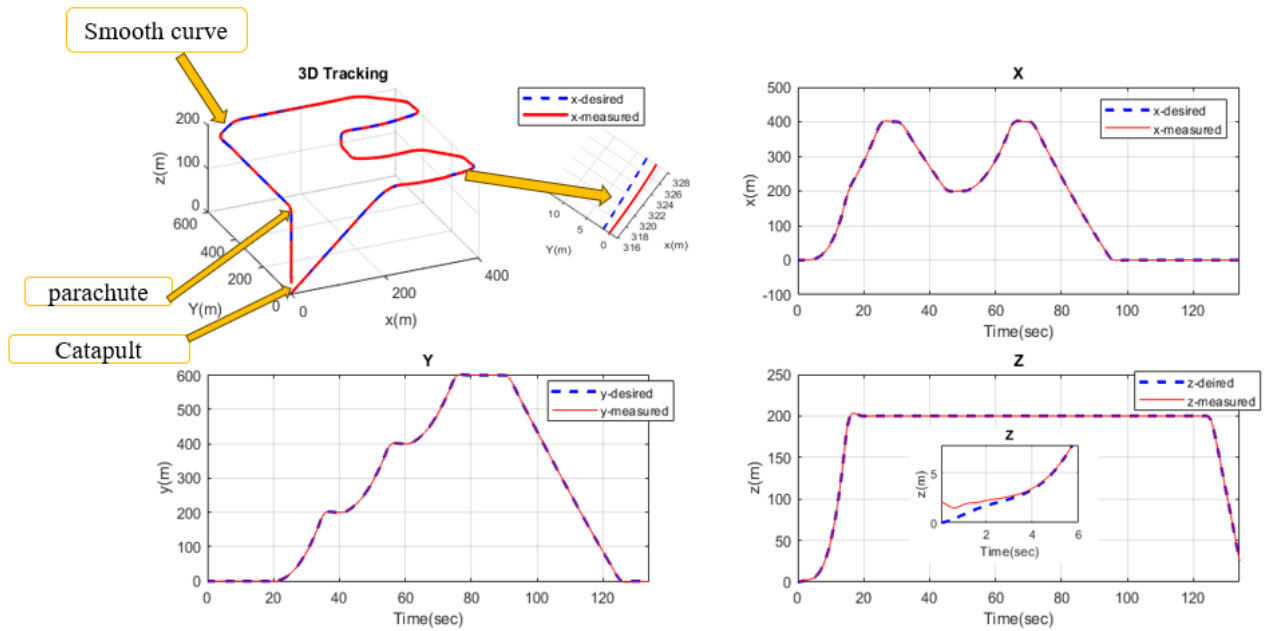 Smooth curve
3D Tracking
x-desired
x-measured
200
100
0
z(m)
600
400
200
0
Y(m)
0
200
400
x(m)
10
5
0
Y(m)
316
318
320
322
324
326
328
x(m)
parachute
Catapult
X
x-desired
x-measured
500
400
300
200
100
0
-100
x(m)
0
20
40
60
80
100
120
Time(sec)
Y
y-desired
y-measured
600
500
400
300
200
100
0
y(m)
0
20
40
60
80
100
120
Time(sec)
Z
z-deired
z-measured
250
200
150
100
50
0
z(m)
0
20
40
60
80
100
120
Time(sec)
Z
5
0
z(m)
2
4
6
Time(sec)